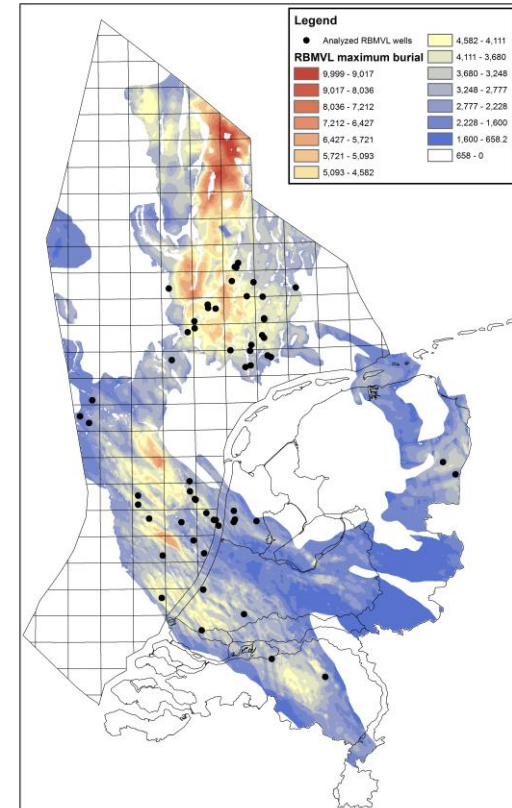 Legend
Analyzed RBMVL wells
RBMVL maximum burial
9,999 - 9,017
9,017 - 8,036
8,036 - 7,212
7,212 - 6,427
6,427 - 5,721
5,721 - 5,093
5,093 - 4,582
4,582 - 4,111
4,111 - 3,680
3,680 - 3,248
3,248 - 2,777
2,777 - 2,228
2,228 - 1,600
1,600 - 658.2
658 - 0